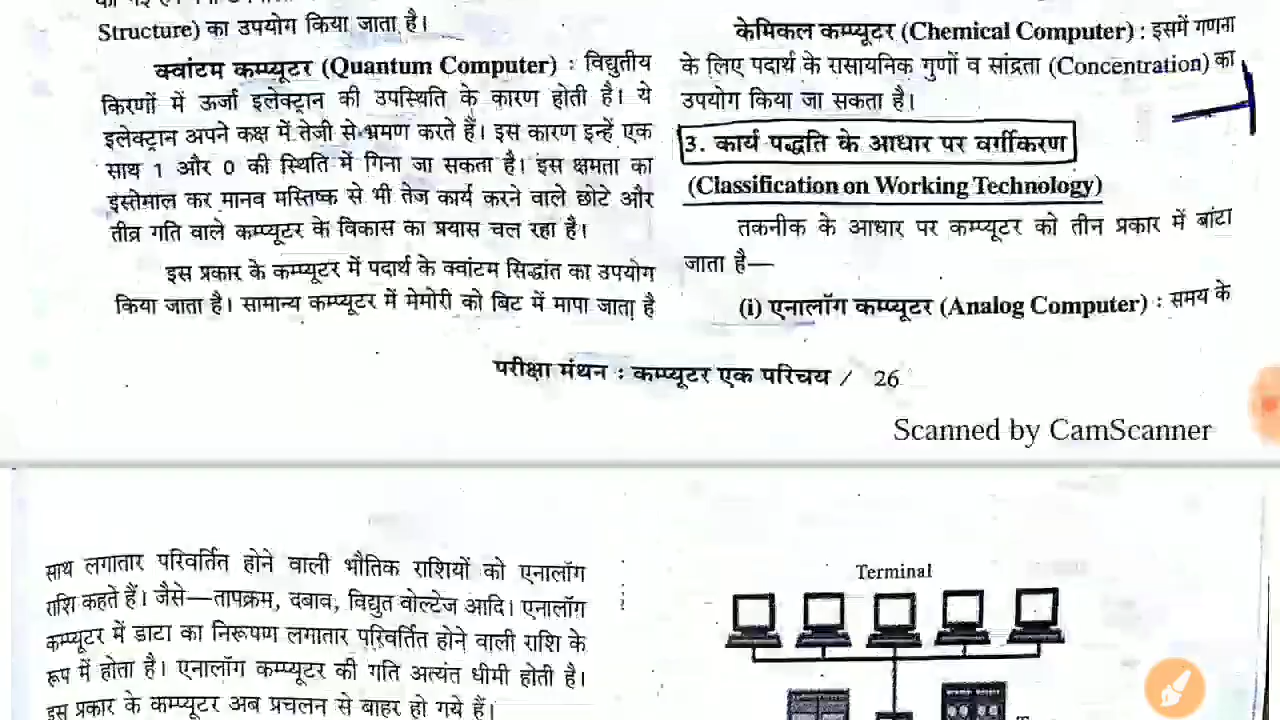 Structure) का उपयोग किया जाता है।
क्वांटम कम्प्यूटर (Quantum Computer) : विद्युतीय
किरणों में ऊर्जा इलेक्ट्रान की उपस्थिति के कारण होती है। ये
इलेक्ट्रान अपने कक्ष में तेजी से भ्रमण करते हैं। इस कारण इन्हें एक
साथ 1 और 0 की स्थिति में गिना जा सकता है। इस क्षमता का
इस्तेमाल कर मानव मस्तिष्क से भी तेज कार्य करने वाले छोटे और
तीव्र गति वाले कम्प्यूटर के विकास का प्रयास चल रहा है।
इस प्रकार के कम्प्यूटर में पदार्थ के क्वांटम सिद्धांत का उपयोग
किया जाता है। सामान्य कम्प्यूटर में मेमोरी को बिट में मापा जाता है
केमिकल कम्प्यूटर (Chemical Computer) : इसमें गणना
के लिए पदार्थ के रासायनिक गुणों व सांद्रता (Concentration) का
उपयोग किया जा सकता है।
3. कार्य पद्धति के आधार पर वर्गीकरण
(Classification on Working Technology)
तकनीक के आधार पर कम्प्यूटर को तीन प्रकार में बांटा
जाता है—
(i) एनालॉग कम्प्यूटर (Analog Computer) : समय के
परीक्षा मंथन : कम्प्यूटर एक परिचय / 26
Scanned by CamScanner
साथ लगातार परिवर्तित होने वाली भौतिक राशियों को एनालॉग
राशि कहते हैं। जैसे—तापक्रम, दबाव, विद्युत वोल्टेज आदि। एनालॉग
कम्प्यूटर में डाटा का निरूपण लगातार परिवर्तित होने वाली राशि के
रूप में होता है। एनालॉग कम्प्यूटर की गति अत्यंत धीमी होती है।
इस प्रकार के कम्प्यूटर अब प्रचलन से बाहर हो गये हैं।
Terminal